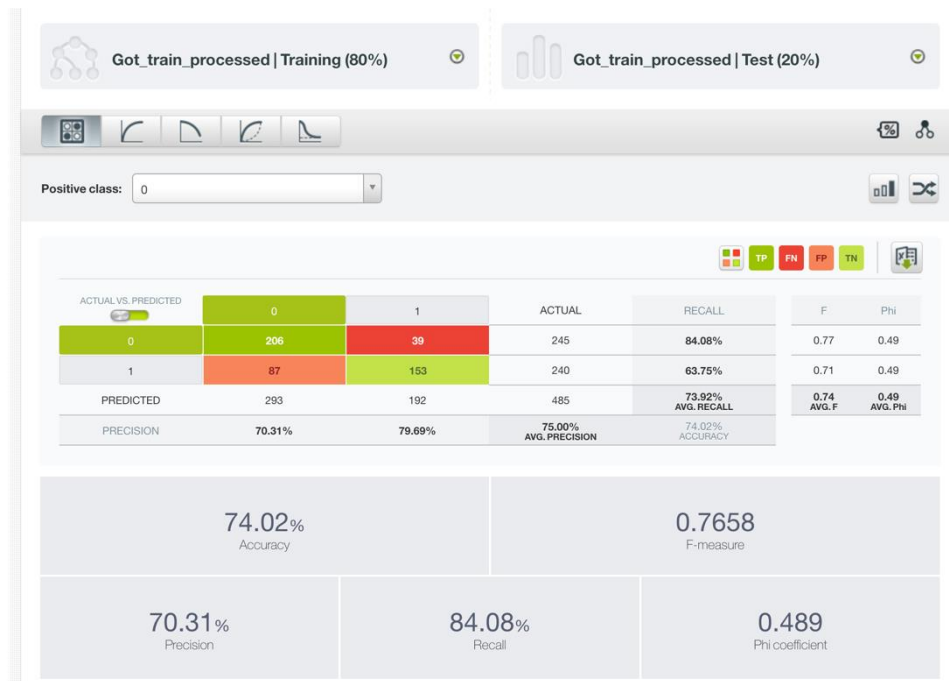 Got_train_processed | Training (80%)
Got_train_processed | Test (20%)
Positive class: 0
TP FN FP TN
ACTUAL VS. PREDICTED 0 1 ACTUAL RECALL F Phi
0 206 39 245 84.08% 0.77 0.49
1 87 153 240 63.75% 0.71 0.49
PREDICTED 293 192 485 73.92% 0.74 0.49
AVG. RECALL AVG. F AVG. Phi
PRECISION 70.31% 79.69% 75.00% 74.02%
AVG. PRECISION ACCURACY
74.02% 0.7658
Accuracy F-measure
70.31% 84.08% 0.489
Precision Recall Phi coefficient